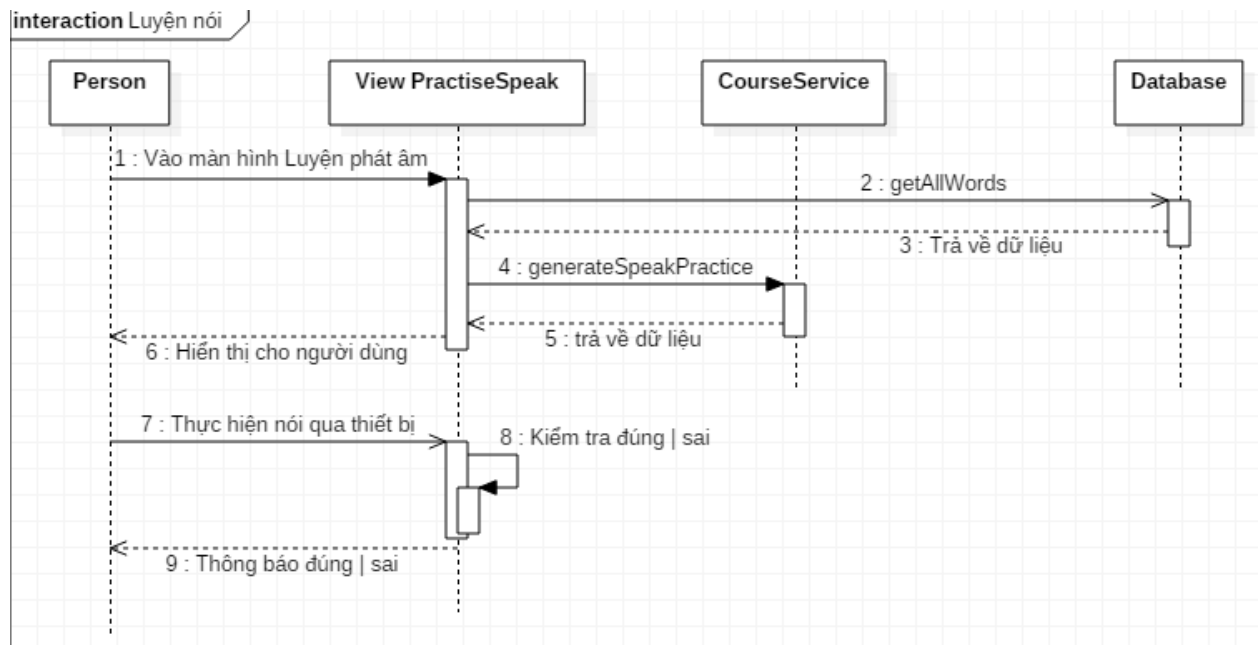 interaction Luyện nói
Person
View PractiseSpeak
CourseService
Database
1 : Vào màn hình Luyện phát âm
2 : getAllWords
3 : Trả về dữ liệu
4 : generateSpeakPractice
5 : trả về dữ liệu
6 : Hiển thị cho người dùng
7 : Thực hiện nói qua thiết bị
8 : Kiểm tra đúng | sai
9 : Thông báo đúng | sai